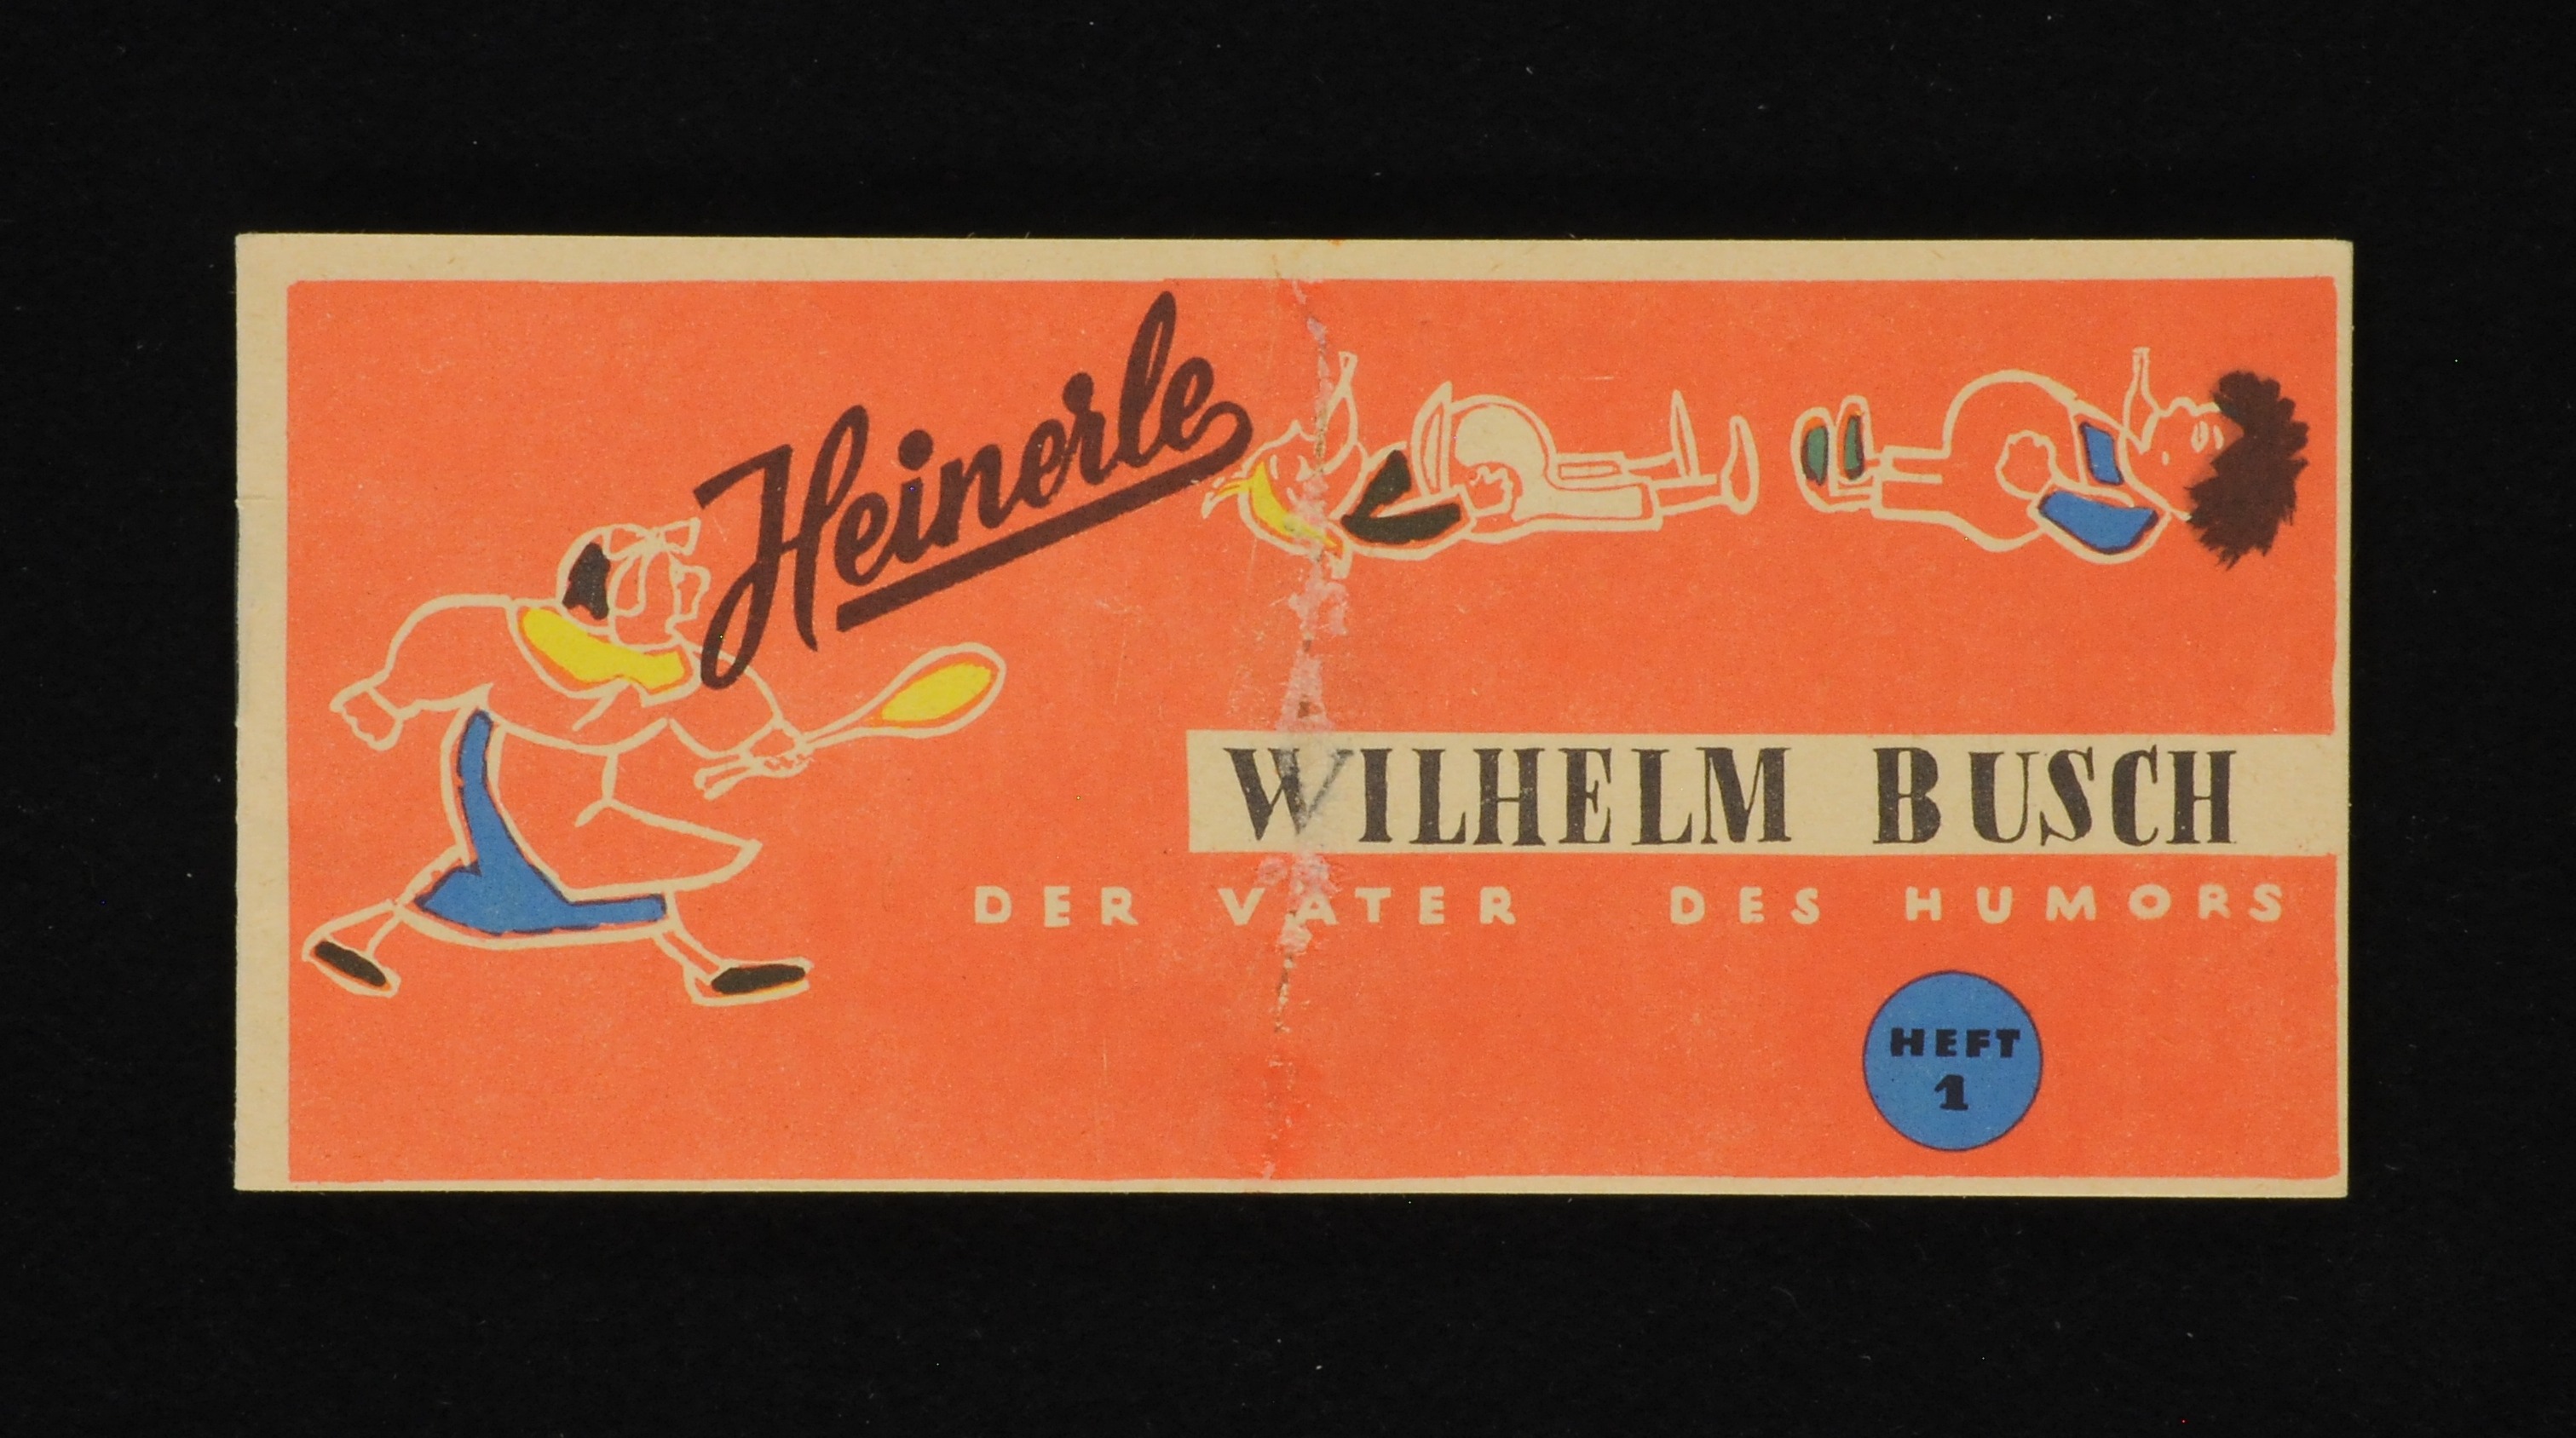 Heinerle
WILHELM BUSCH
DER VATER DES HUMORS
HEFT
1